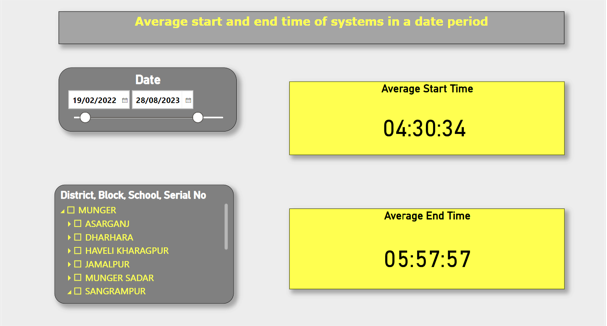 Average start and end time of systems in a date period
Date
19/02/2022 28/08/2023
Average Start Time
04:30:34
District, Block, School, Serial No
MUNGER
ASARGANJ
DHARHARA
HAVELI KHARAGPUR
JAMALPUR
MUNGER SADAR
SANGRAMPUR
Average End Time
05:57:57